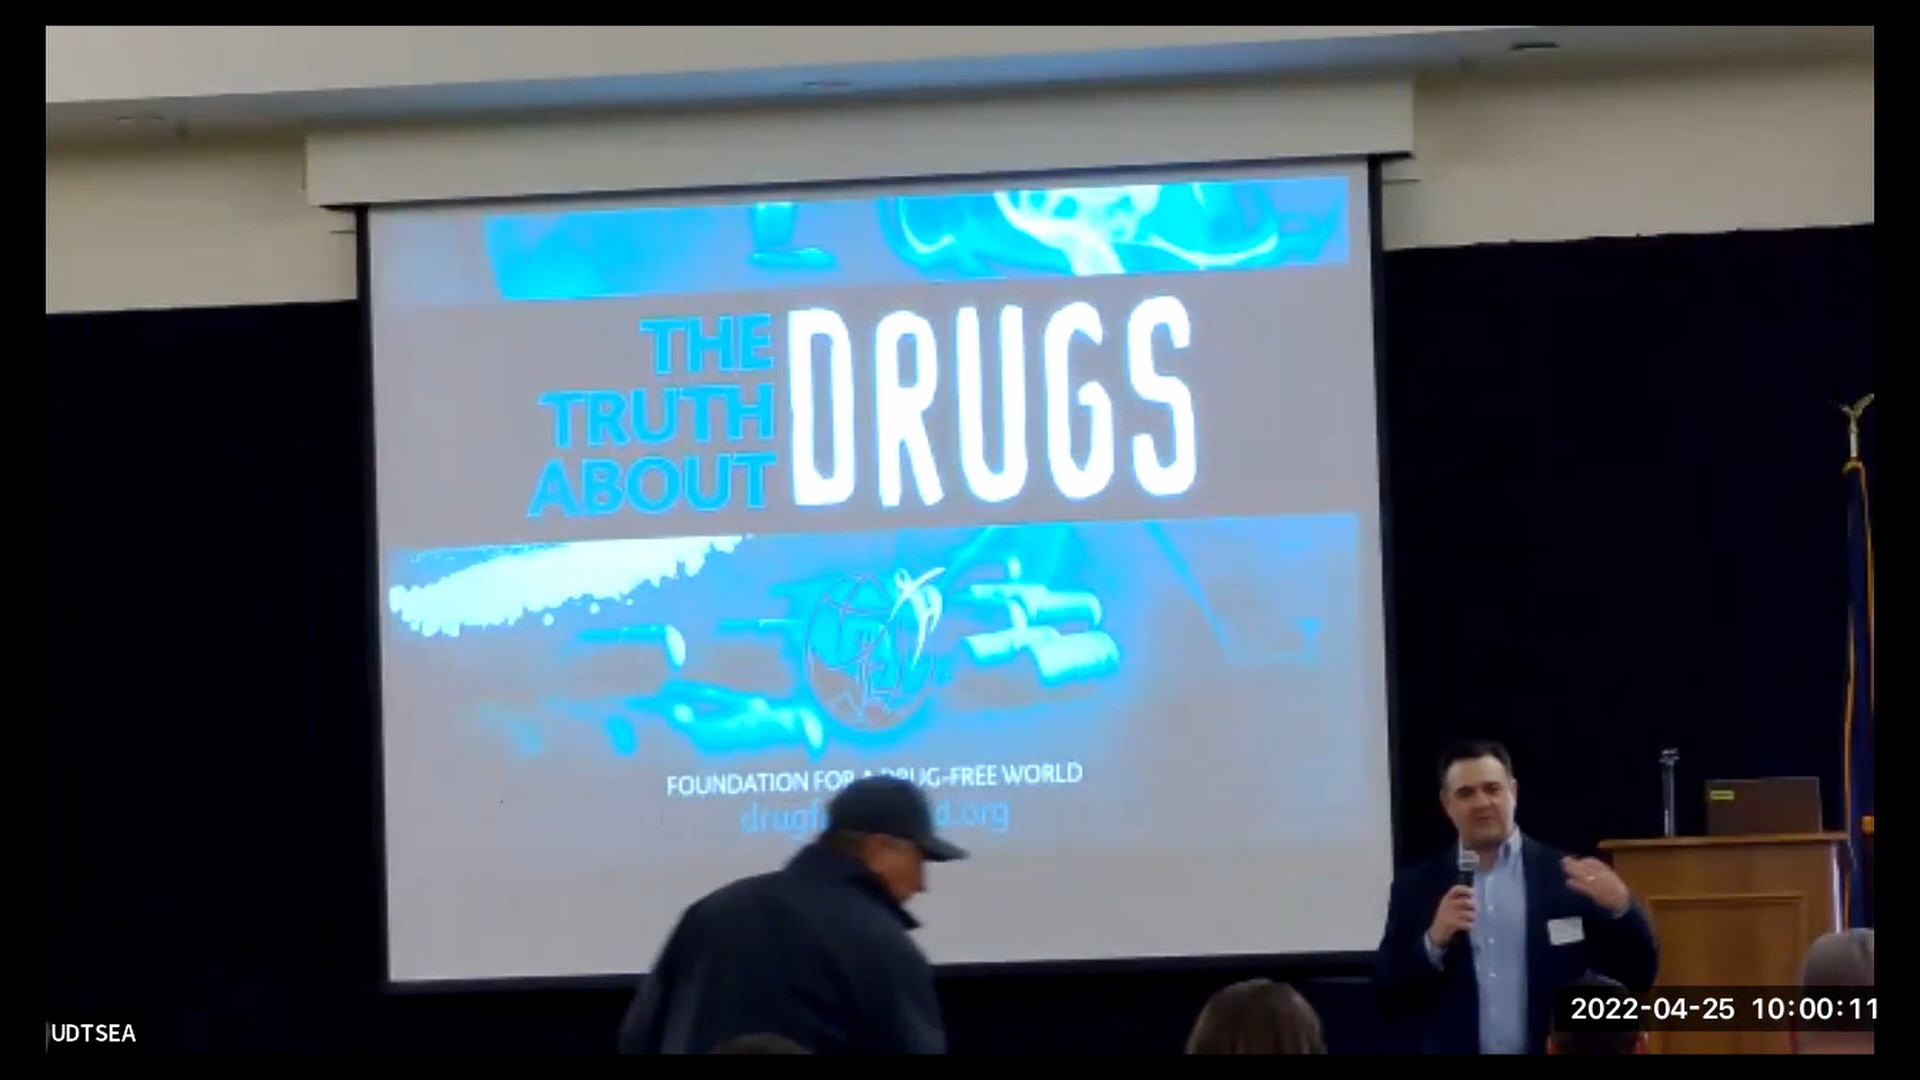 THE
TRUTH
ABOUT
DRUGS
FOUNDATION FOR A DRUG-FREE WORLD
UDTSEA
2022-04-25 10:00:11